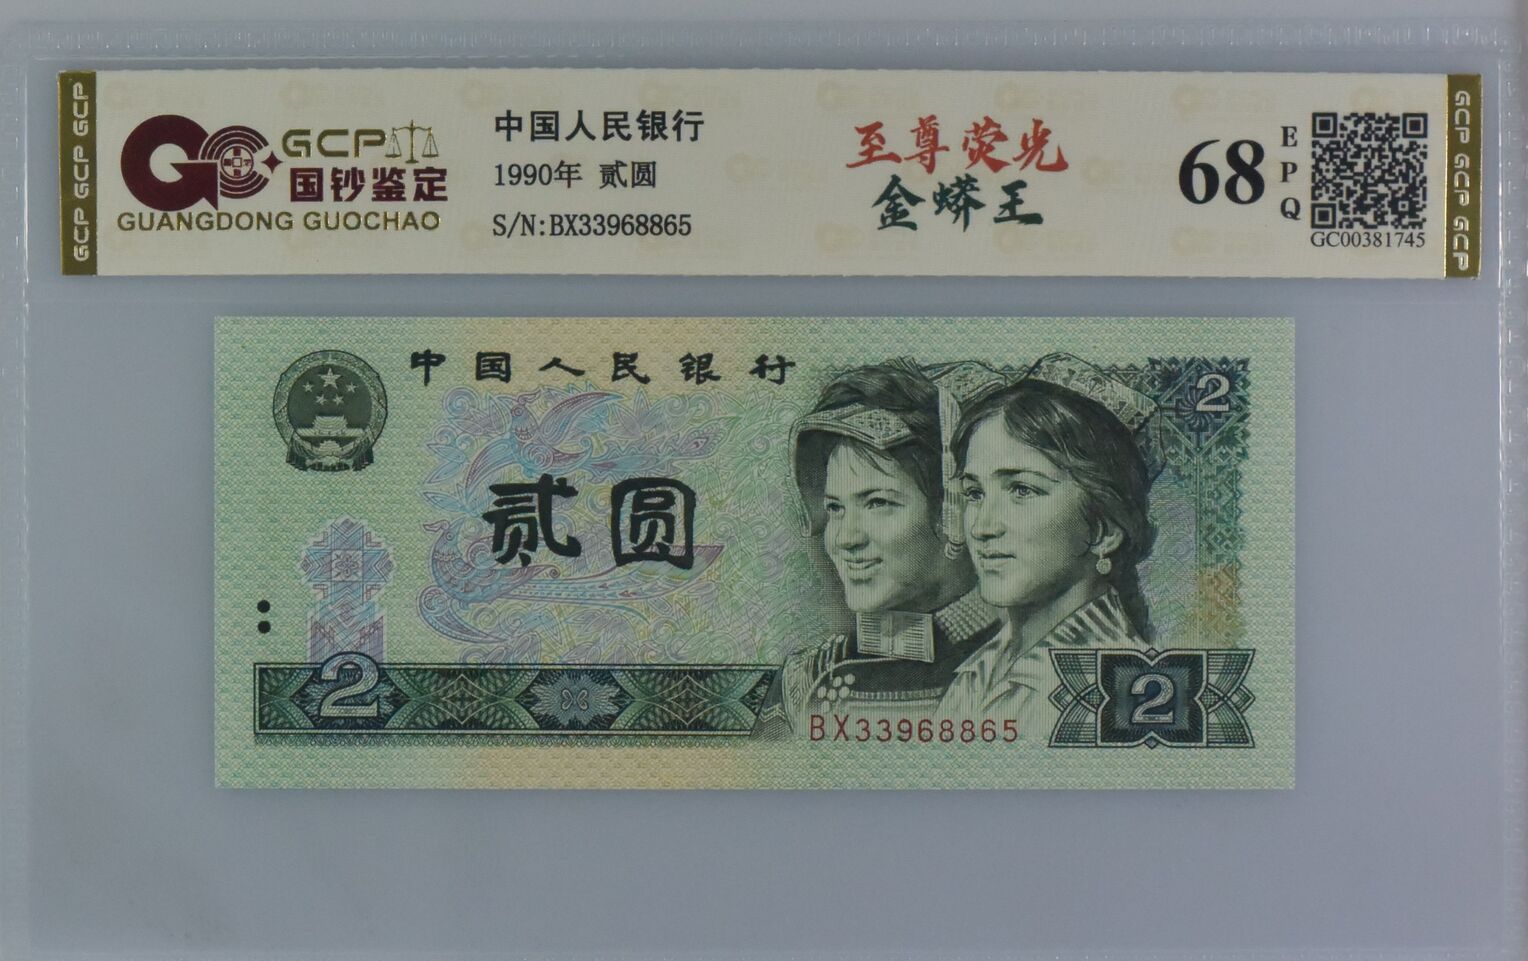 GCP GCP GCP
GCP
国钞鉴定
GUANGDONG GUOCHAO
中国人民银行
1990年 贰圆
S/N:BX33968865
至尊荧光
金蟒王
68
EPQ
GC00381745
GCP GCP GCP
中国人民银行
2
贰圆
2
2
BX33968865